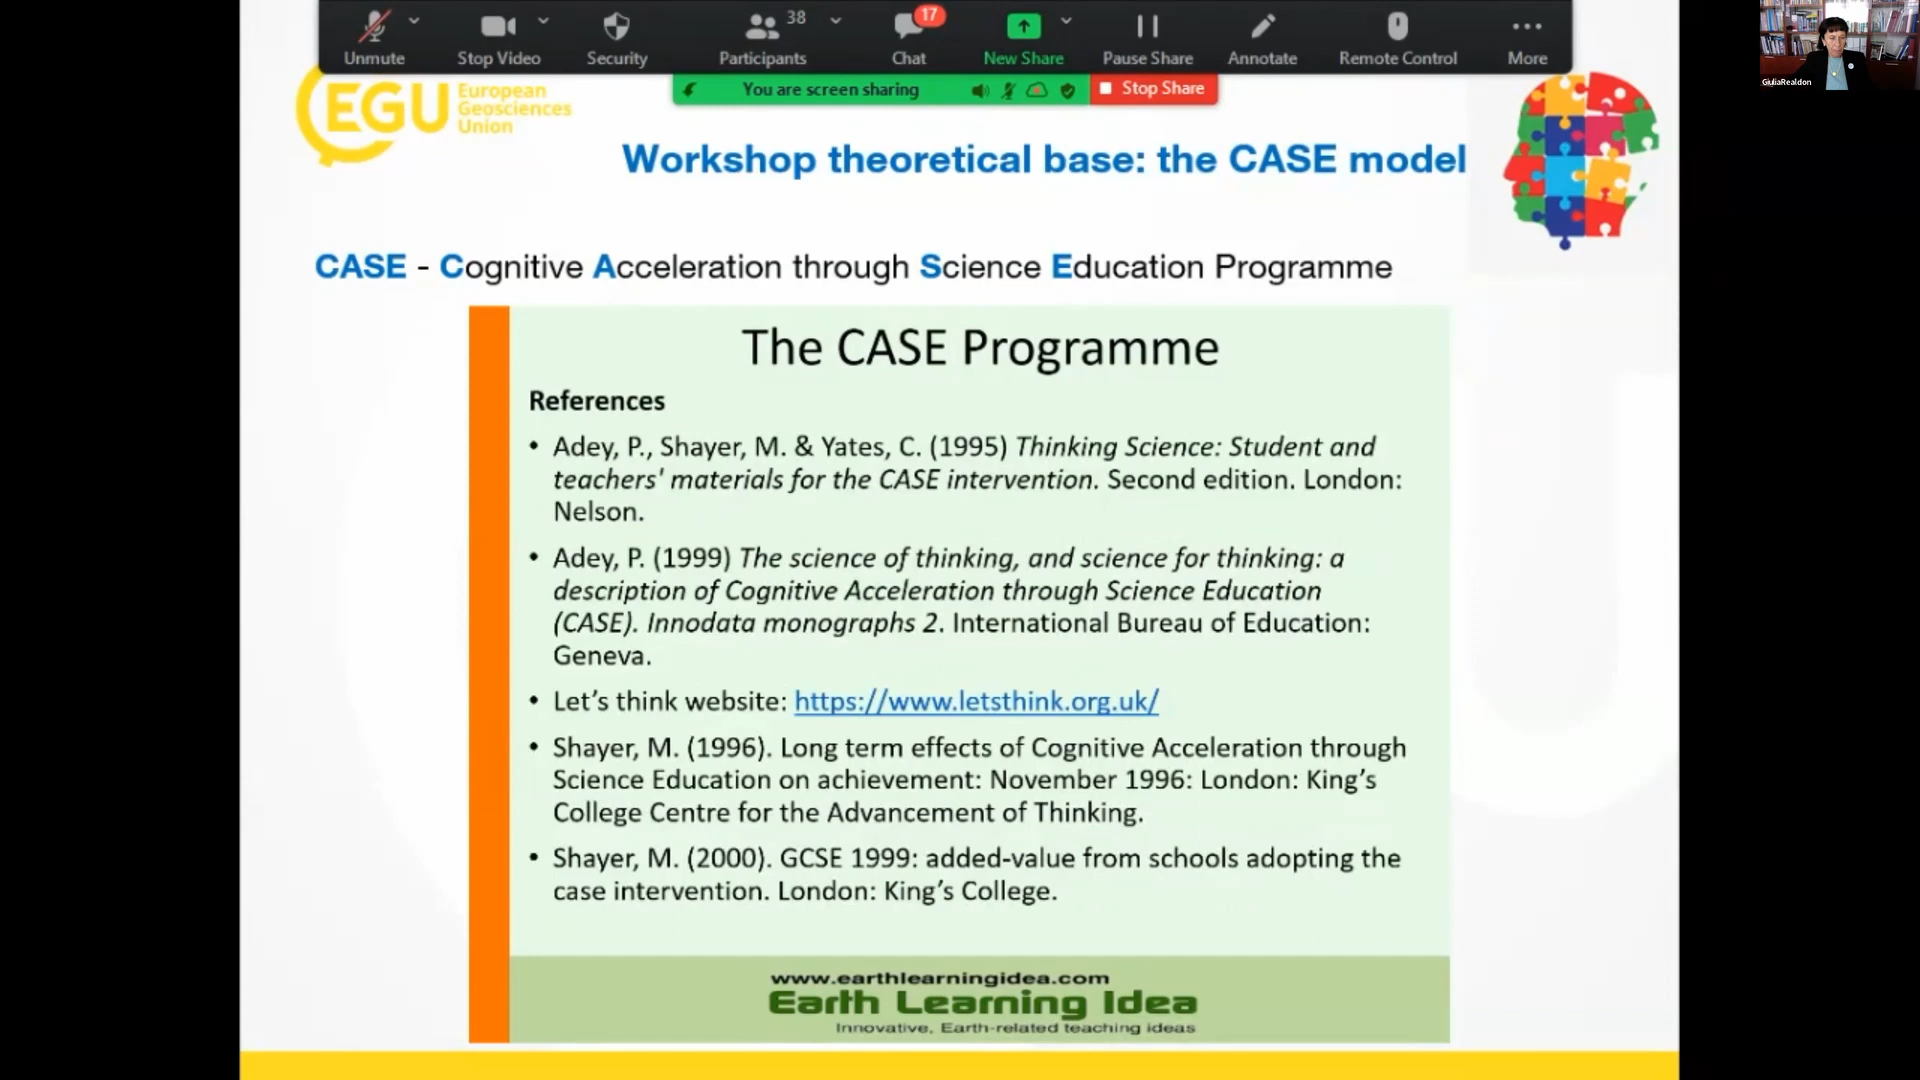 38
17
Unmute
Stop Video
Security
Participants
Chat
New Share
Pause Share
Annotate
Remote Control
More
You are screen sharing
Stop Share
GiuliaRealdon
EGU
European
Geosciences
Union
Workshop theoretical base: the CASE model
CASE - Cognitive Acceleration through Science Education Programme
The CASE Programme
References
• Adey, P., Shayer, M. & Yates, C. (1995) Thinking Science: Student and
teachers' materials for the CASE intervention. Second edition. London:
Nelson.
• Adey, P. (1999) The science of thinking, and science for thinking: a
description of Cognitive Acceleration through Science Education
(CASE). Innodata monographs 2. International Bureau of Education:
Geneva.
• Let's think website: https://www.letsthink.org.uk/
• Shayer, M. (1996). Long term effects of Cognitive Acceleration through
Science Education on achievement: November 1996: London: King's
College Centre for the Advancement of Thinking.
• Shayer, M. (2000). GCSE 1999: added-value from schools adopting the
case intervention. London: King's College.
www.earthlearningidea.com
Earth Learning Idea
Innovative, Earth-related teaching ideas